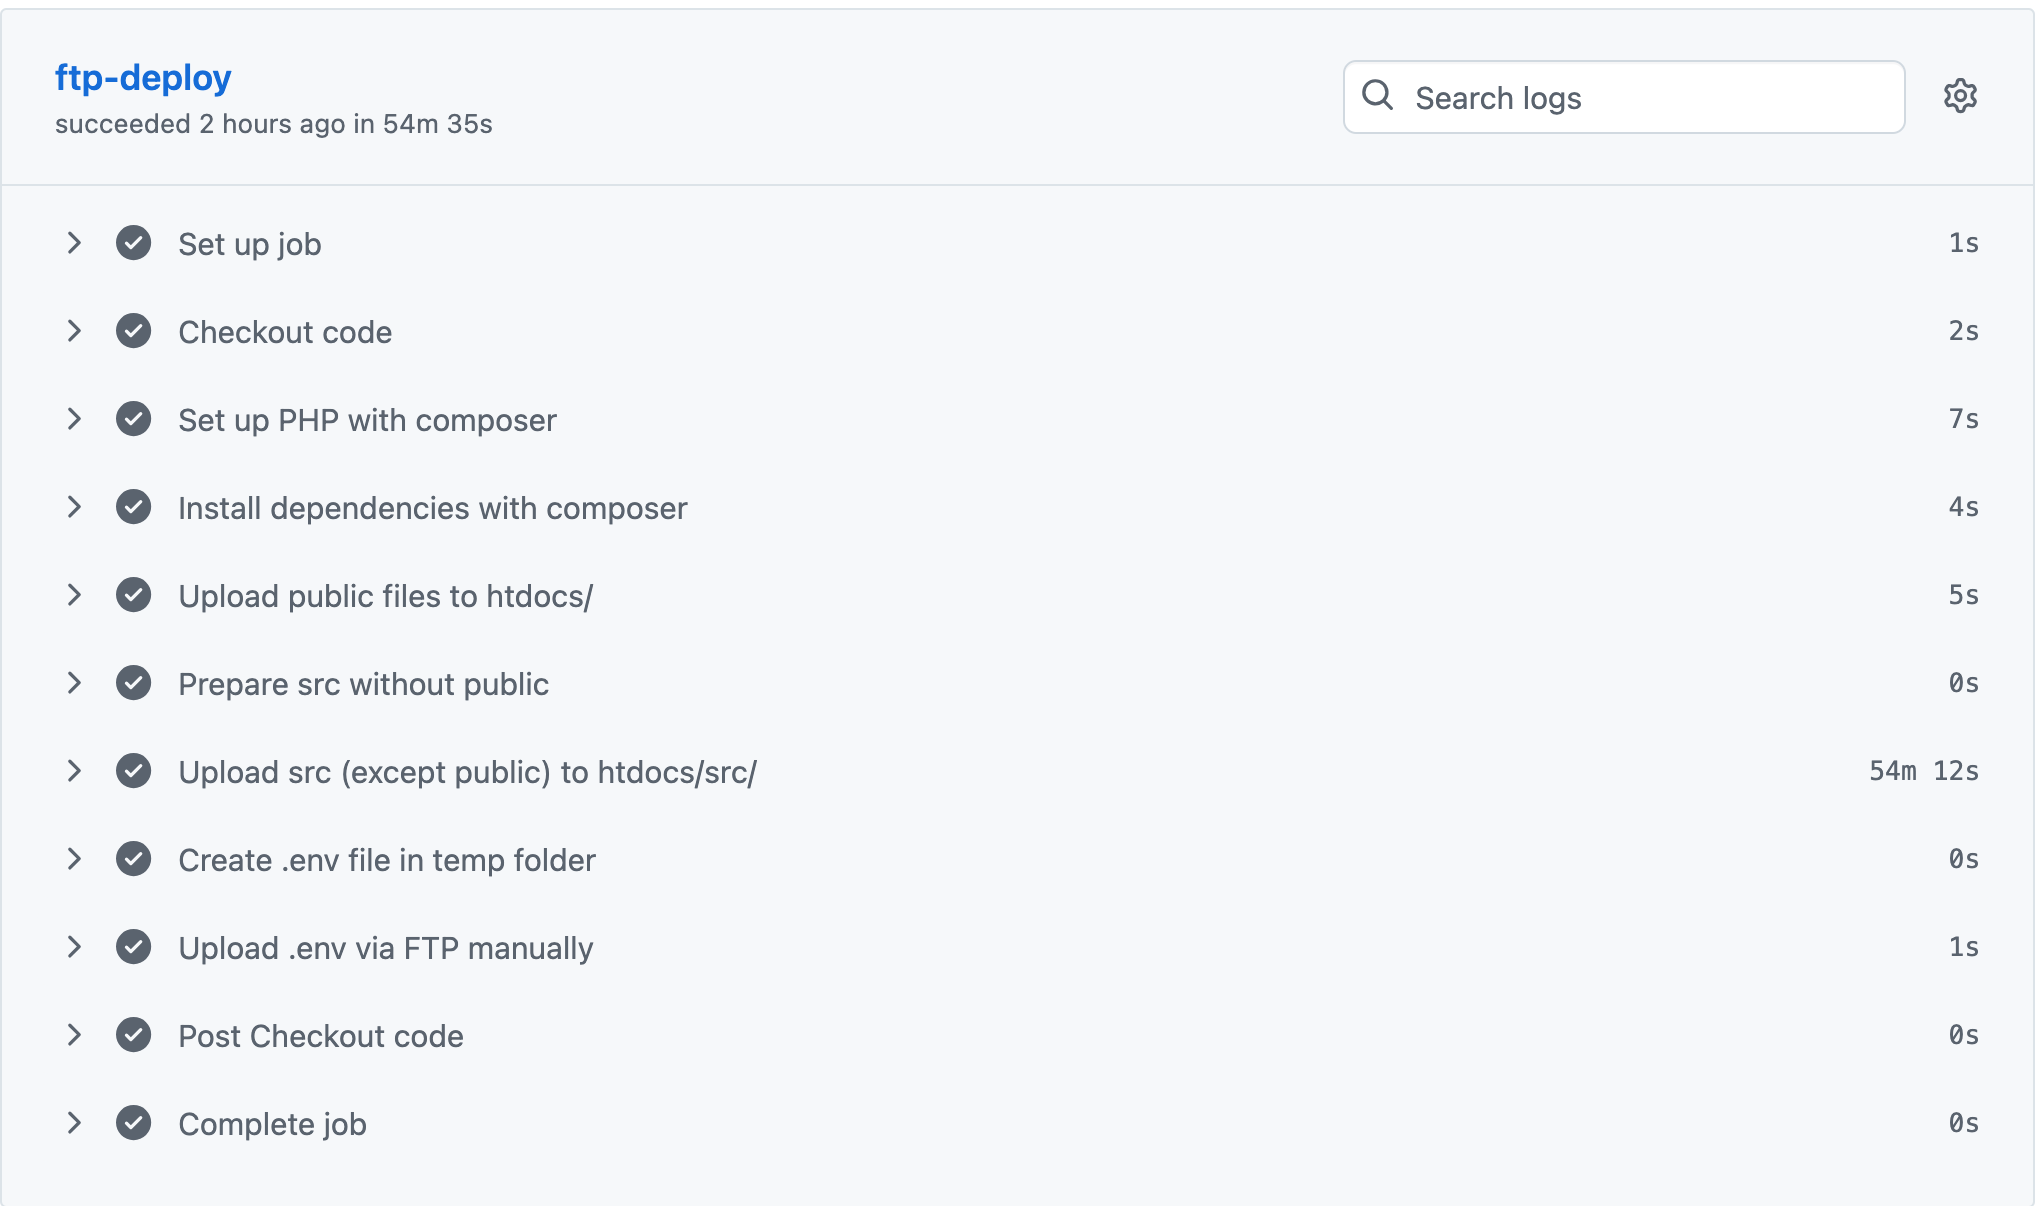 ftp-deploy
succeeded 2 hours ago in 54m 35s
Search logs
Set up job 1s
Checkout code 2s
Set up PHP with composer 7s
Install dependencies with composer 4s
Upload public files to htdocs/ 5s
Prepare src without public 0s
Upload src (except public) to htdocs/src/ 54m 12s
Create .env file in temp folder 0s
Upload .env via FTP manually 1s
Post Checkout code 0s
Complete job 0s